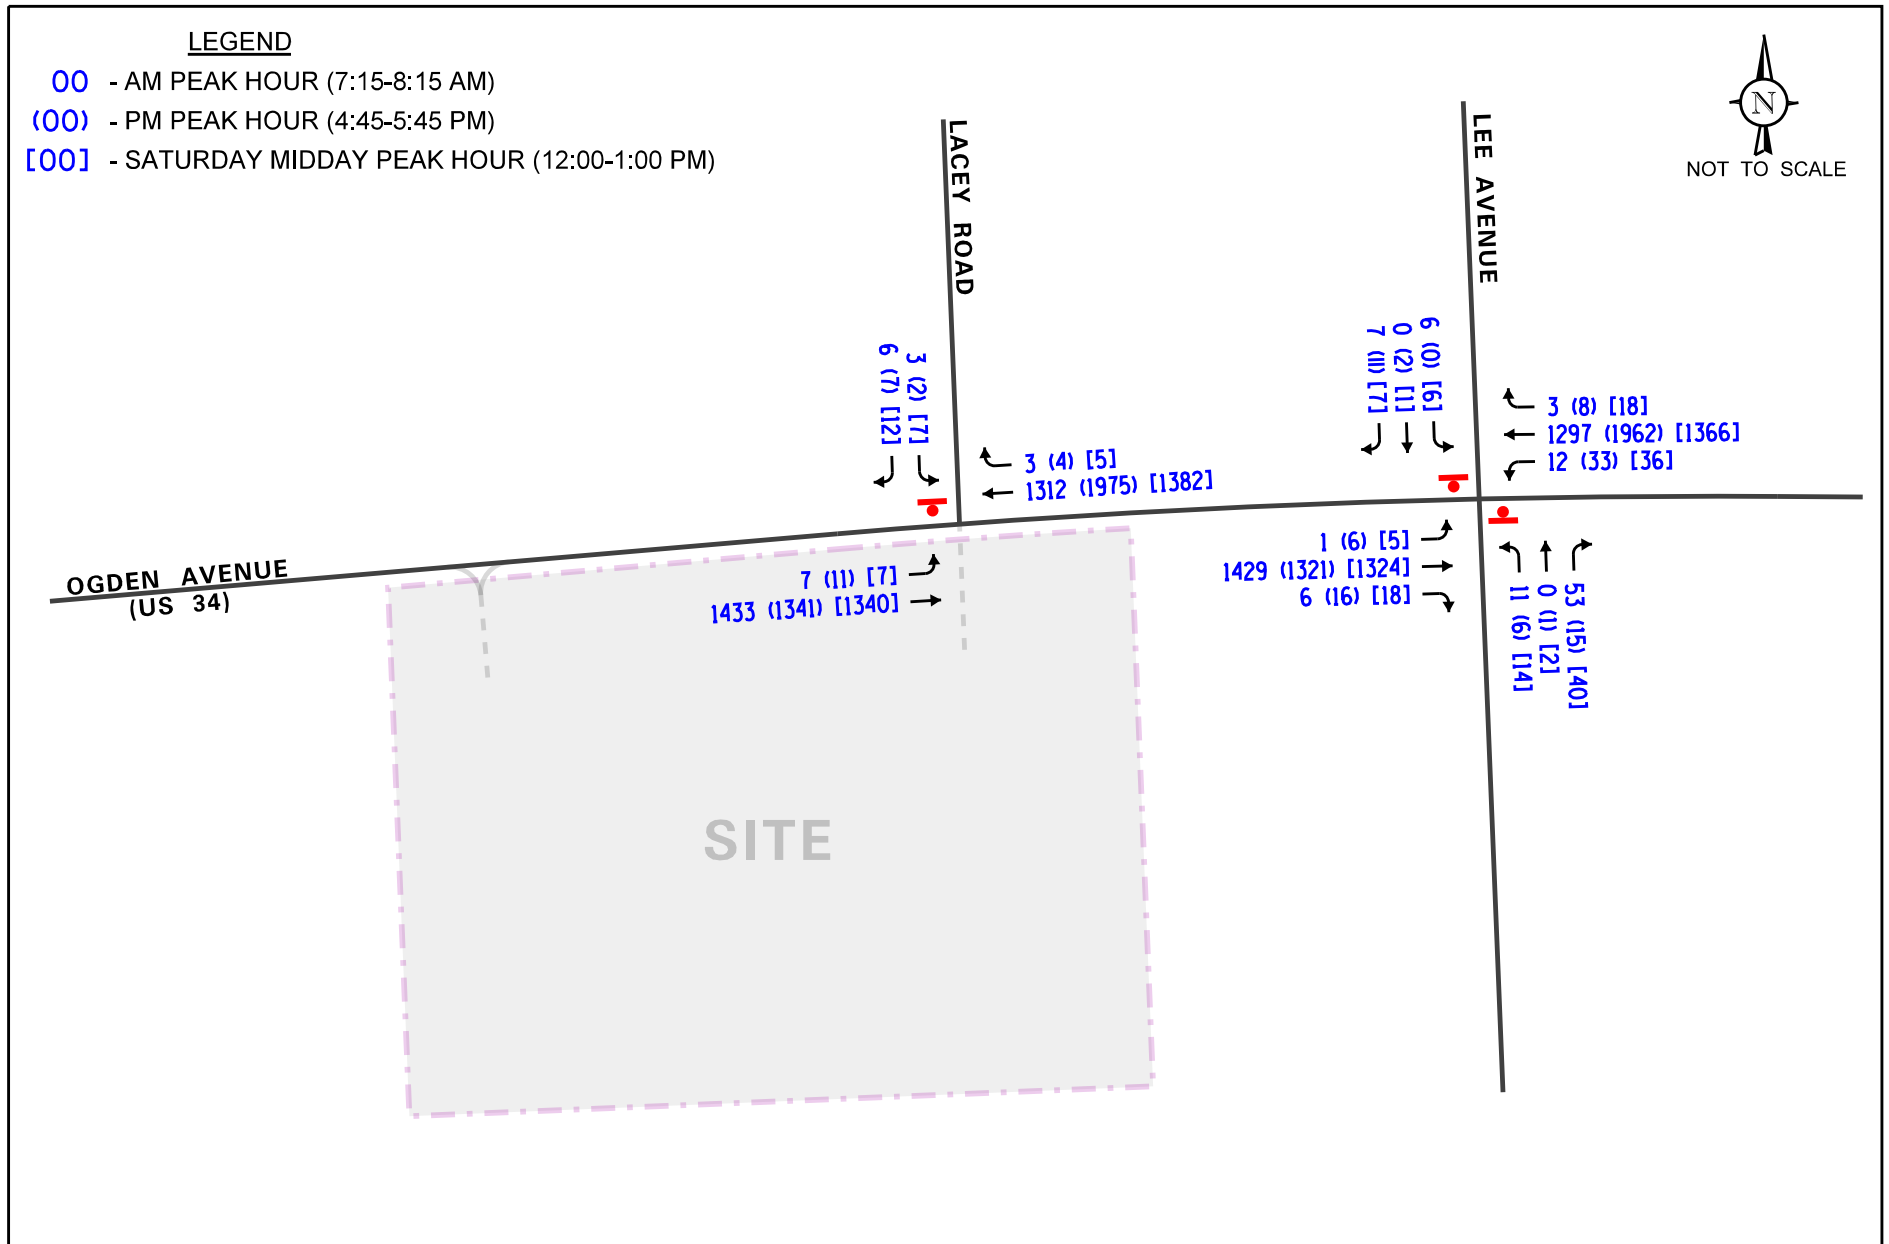 LEGEND
00 - AM PEAK HOUR (7:15-8:15 AM)
(00) - PM PEAK HOUR (4:45-5:45 PM)
[00] - SATURDAY MIDDAY PEAK HOUR (12:00-1:00 PM)
N
NOT TO SCALE
LACEY ROAD
LEE AVENUE
6 (7) [12]
3 (2) [7]
3 (4) [5]
1312 (1975) [1382]
7 (11) [7]
0 (2) [1]
6 (0) [6]
3 (8) [18]
1297 (1962) [1366]
12 (33) [36]
OGDEN AVENUE
(US 34)
7 (11) [7]
1433 (1341) [1340]
1 (6) [5]
1429 (1321) [1324]
6 (16) [18]
11 (6) [14]
0 (1) [2]
53 (15) [40]
SITE